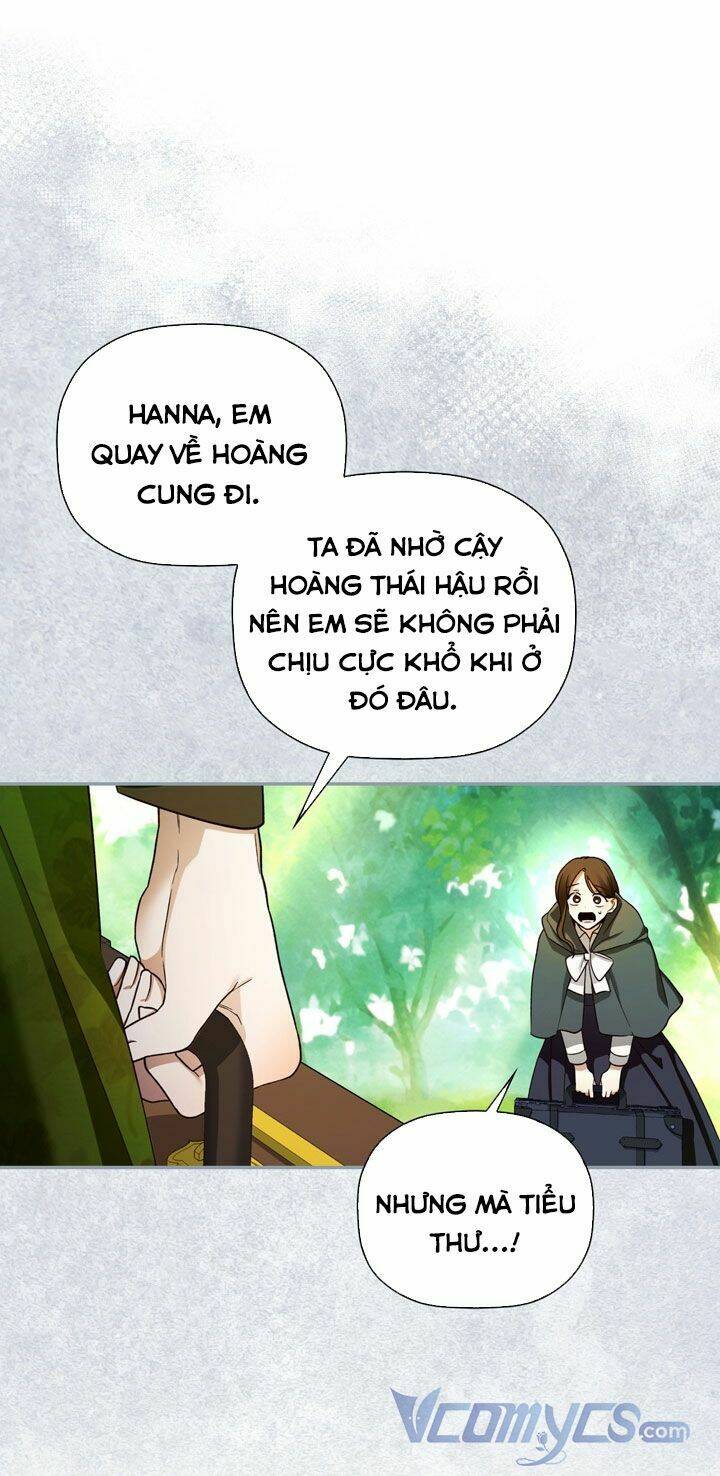 HANNA, EM
QUAY VỀ HOÀNG
CUNG ĐI.
TA ĐÃ NHỜ CẬY
HOÀNG THÁI HẬU RỒI
NÊN EM SẼ KHÔNG PHẢI
CHỊU CỰC KHỔ KHI Ở
ĐÓ ĐÂU.
NHƯNG MÀ TIỂU
THƯ...!
VCOMYCS.com